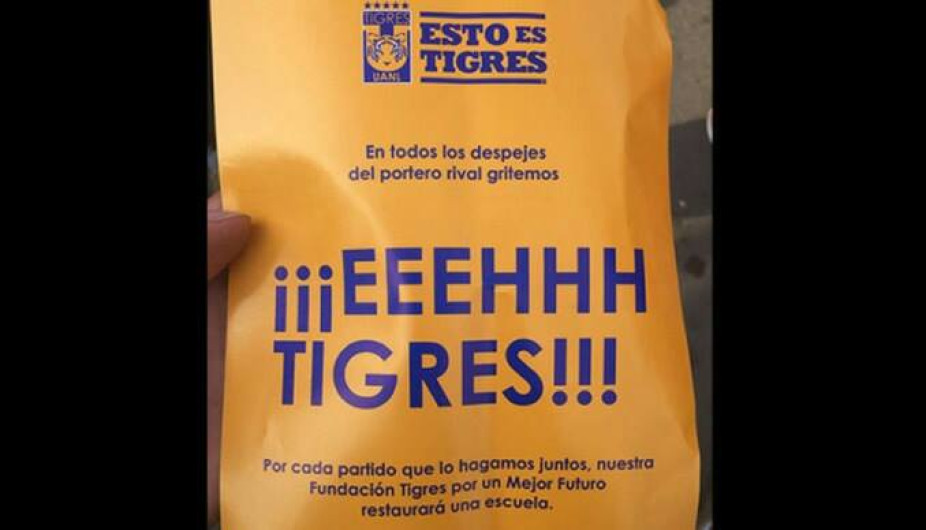 TIGRES
UANL
ESTO ES
TIGRES
En todos los despejes
del portero rival gritemos
¡¡¡EEEHHH
TIGRES!!!
Por cada partido que lo hagamos juntos, nuestra
Fundación Tigres por un Mejor Futuro
restaurará una escuela.